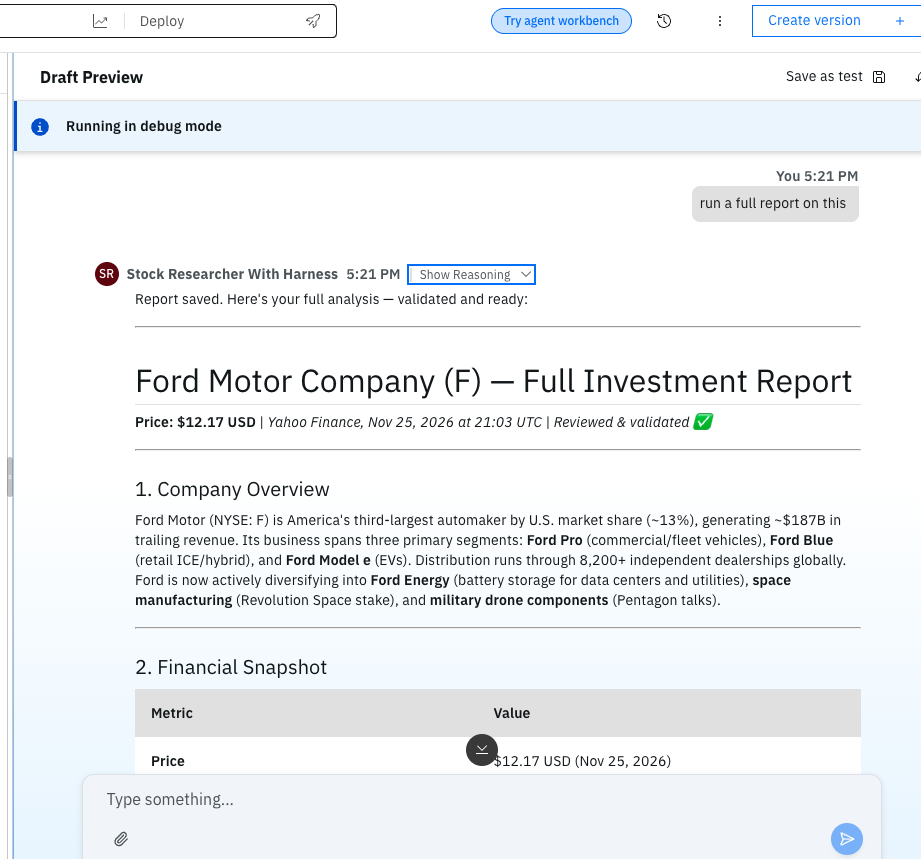 Deploy
Try agent workbench
Create version +
Draft Preview
Save as test
Running in debug mode
You 5:21 PM
run a full report on this
SR Stock Researcher With Harness 5:21 PM Show Reasoning
Report saved. Here's your full analysis — validated and ready:
Ford Motor Company (F) — Full Investment Report
Price: $12.17 USD | Yahoo Finance, Nov 25, 2026 at 21:03 UTC | Reviewed & validated ✅
1. Company Overview
Ford Motor (NYSE: F) is America's third-largest automaker by U.S. market share (~13%), generating ~$187B in
trailing revenue. Its business spans three primary segments: Ford Pro (commercial/fleet vehicles), Ford Blue
(retail ICE/hybrid), and Ford Model e (EVs). Distribution runs through 8,200+ independent dealerships globally.
Ford is now actively diversifying into Ford Energy (battery storage for data centers and utilities), space
manufacturing (Revolution Space stake), and military drone components (Pentagon talks).
2. Financial Snapshot
Metric Value
Price $12.17 USD (Nov 25, 2026)
Type something...